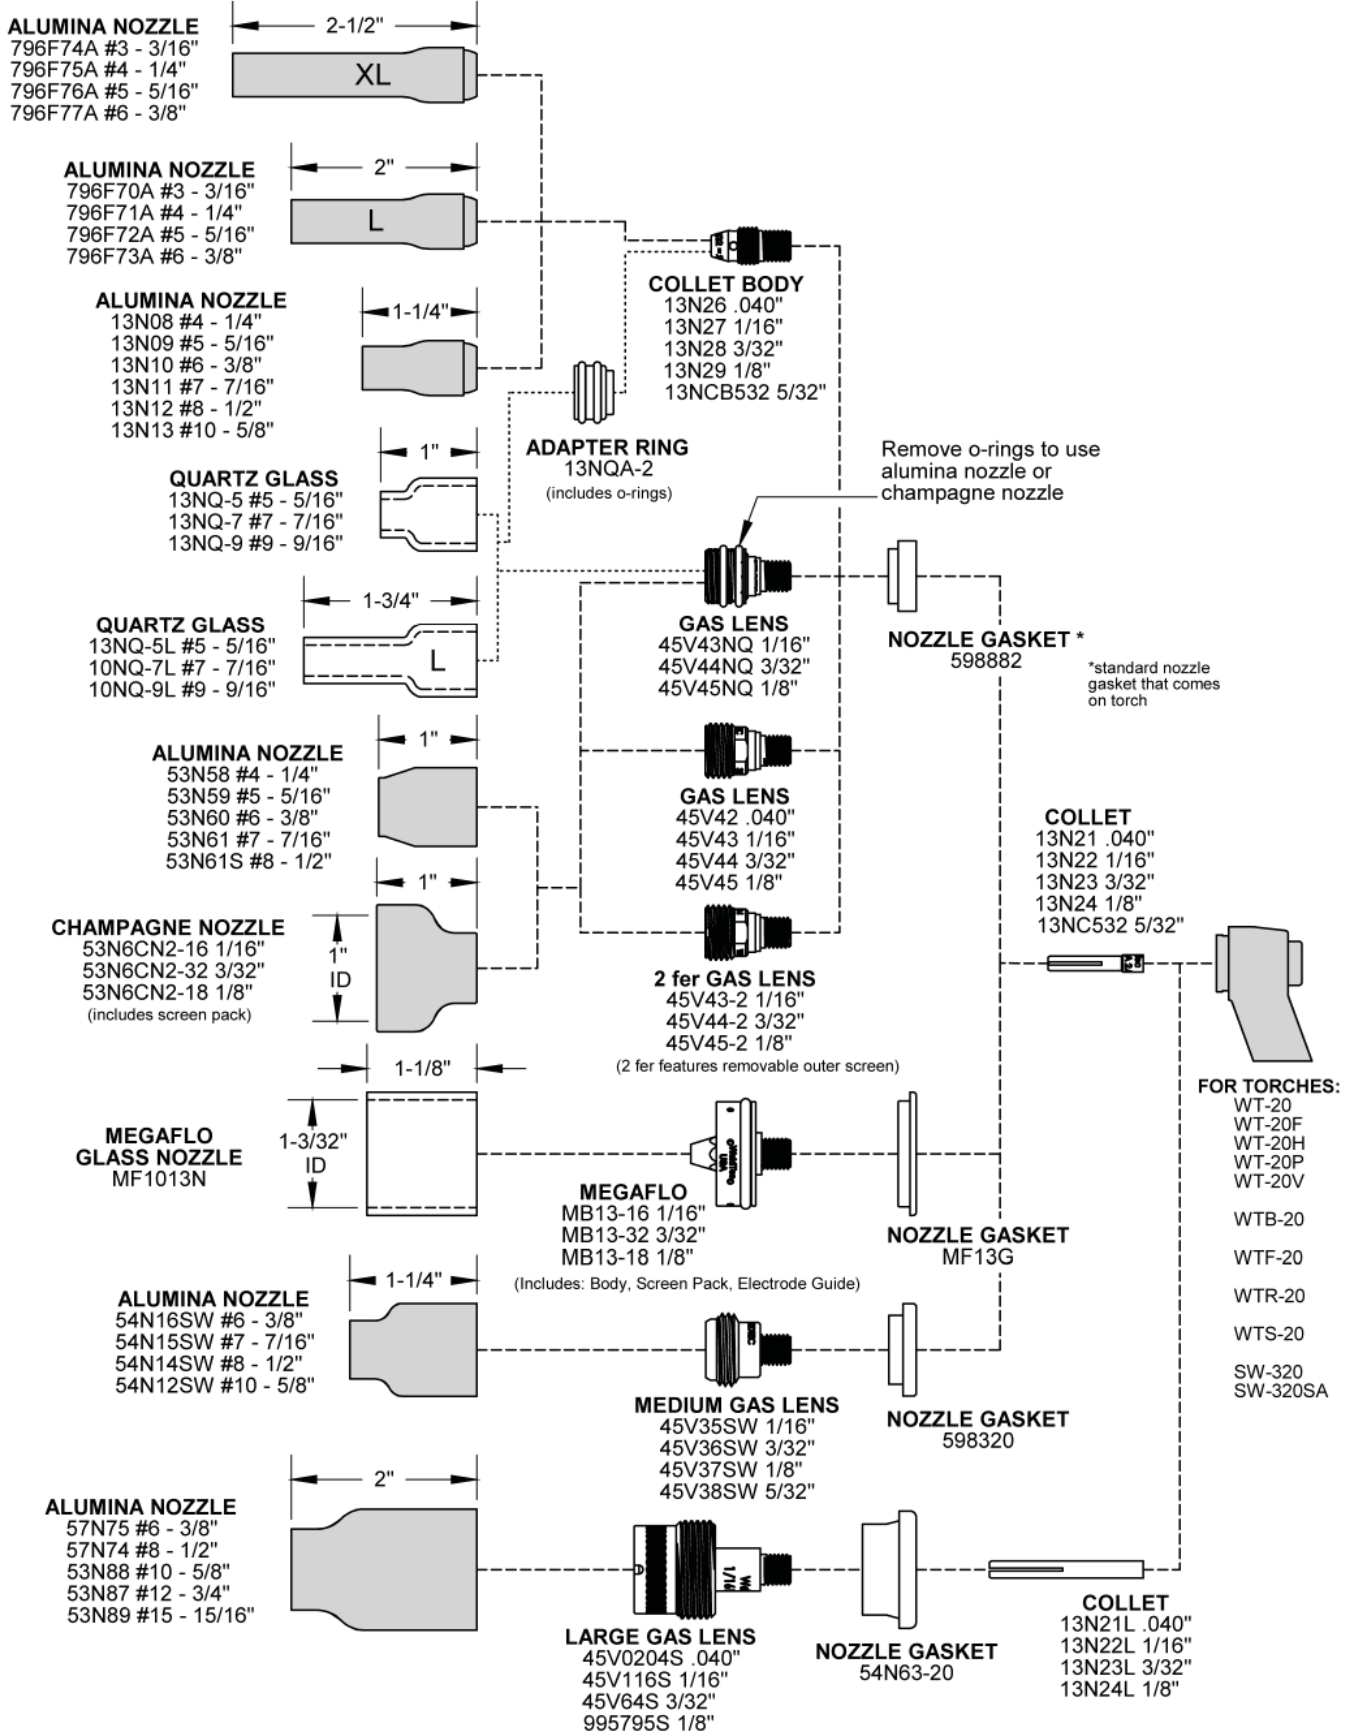 ALUMINA NOZZLE
796F74A #3 - 3/16"
796F75A #4 - 1/4"
796F76A #5 - 5/16"
796F77A #6 - 3/8"
2-1/2"
XL
ALUMINA NOZZLE
796F70A #3 - 3/16"
796F71A #4 - 1/4"
796F72A #5 - 5/16"
796F73A #6 - 3/8"
2"
L
ALUMINA NOZZLE
13N08 #4 - 1/4"
13N09 #5 - 5/16"
13N10 #6 - 3/8"
13N11 #7 - 7/16"
13N12 #8 - 1/2"
13N13 #10 - 5/8"
1-1/4"
COLLET BODY
13N26 .040"
13N27 1/16"
13N28 3/32"
13N29 1/8"
13NCB532 5/32"
ADAPTER RING
13NQA-2
(includes o-rings)
Remove o-rings to use
alumina nozzle or
champagne nozzle
QUARTZ GLASS
13NQ-5 #5 - 5/16"
13NQ-7 #7 - 7/16"
13NQ-9 #9 - 9/16"
1"
QUARTZ GLASS
13NQ-5L #5 - 5/16"
10NQ-7L #7 - 7/16"
10NQ-9L #9 - 9/16"
1-3/4"
L
GAS LENS
45V43NQ 1/16"
45V44NQ 3/32"
45V45NQ 1/8"
NOZZLE GASKET *
598882
*standard nozzle
gasket that comes
on torch
ALUMINA NOZZLE
53N58 #4 - 1/4"
53N59 #5 - 5/16"
53N60 #6 - 3/8"
53N61 #7 - 7/16"
53N61S #8 - 1/2"
1"
GAS LENS
45V42 .040"
45V43 1/16"
45V44 3/32"
45V45 1/8"
COLLET
13N21 .040"
13N22 1/16"
13N23 3/32"
13N24 1/8"
13NC532 5/32"
CHAMPAGNE NOZZLE
53N6CN2-16 1/16"
53N6CN2-32 3/32"
53N6CN2-18 1/8"
(includes screen pack)
1"
1"
ID
2 fer GAS LENS
45V43-2 1/16"
45V44-2 3/32"
45V45-2 1/8"
(2 fer features removable outer screen)
FOR TORCHES:
WT-20
WT-20F
WT-20H
WT-20P
WT-20V
WTB-20
WTF-20
WTR-20
WTS-20
SW-320
SW-320SA
MEGAFLO
GLASS NOZZLE
MF1013N
1-1/8"
1-3/32"
ID
MEGAFLO
MB13-16 1/16"
MB13-32 3/32"
MB13-18 1/8"
(Includes: Body, Screen Pack, Electrode Guide)
NOZZLE GASKET
MF13G
ALUMINA NOZZLE
54N16SW #6 - 3/8"
54N15SW #7 - 7/16"
54N14SW #8 - 1/2"
54N12SW #10 - 5/8"
1-1/4"
MEDIUM GAS LENS
45V35SW 1/16"
45V36SW 3/32"
45V37SW 1/8"
45V38SW 5/32"
NOZZLE GASKET
598320
ALUMINA NOZZLE
57N75 #6 - 3/8"
57N74 #8 - 1/2"
53N88 #10 - 5/8"
53N87 #12 - 3/4"
53N89 #15 - 15/16"
2"
1/16
LARGE GAS LENS
45V0204S .040"
45V116S 1/16"
45V64S 3/32"
995795S 1/8"
NOZZLE GASKET
54N63-20
COLLET
13N21L .040"
13N22L 1/16"
13N23L 3/32"
13N24L 1/8"